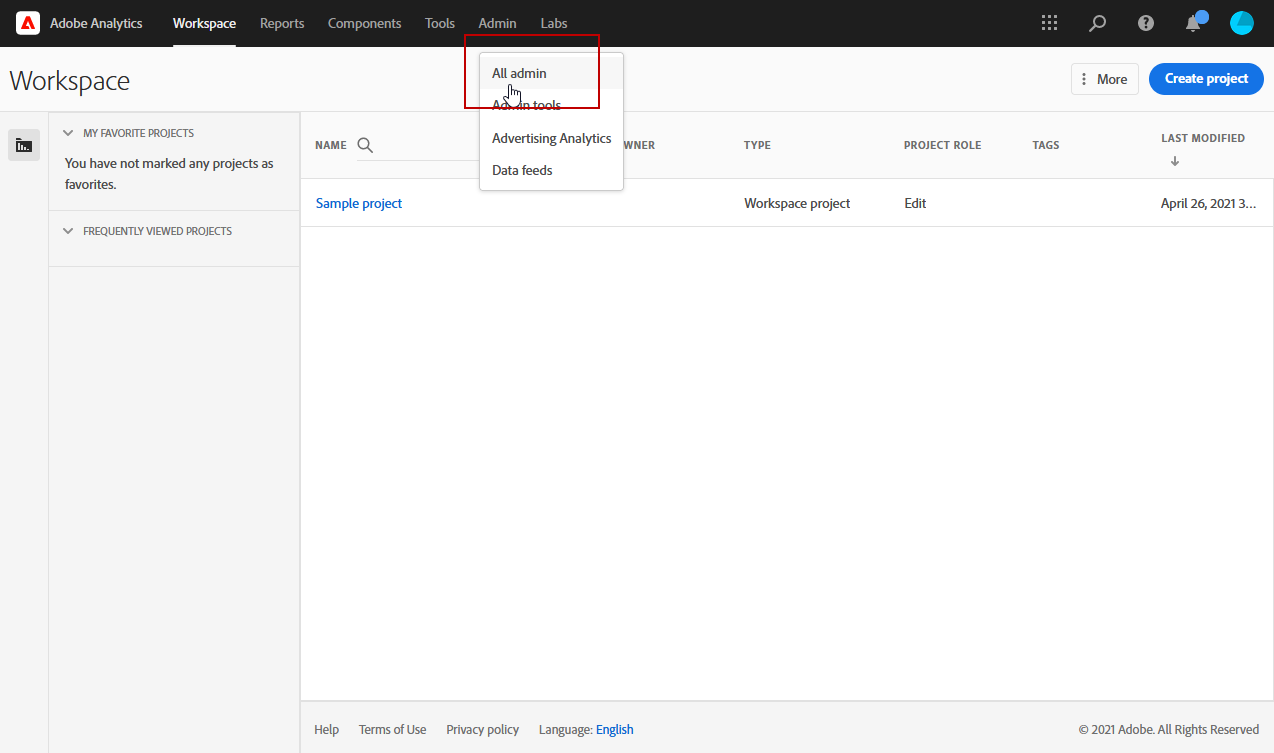 Adobe Analytics Workspace Reports Components Tools Admin Labs
Workspace
More
Create project
All admin
Admin tools
Advertising Analytics
Data feeds
MY FAVORITE PROJECTS
You have not marked any projects as
favorites.
FREQUENTLY VIEWED PROJECTS
NAME WNER TYPE PROJECT ROLE TAGS LAST MODIFIED
Sample project Workspace project Edit April 26, 2021 3...
Help Terms of Use Privacy policy Language: English © 2021 Adobe. All Rights Reserved